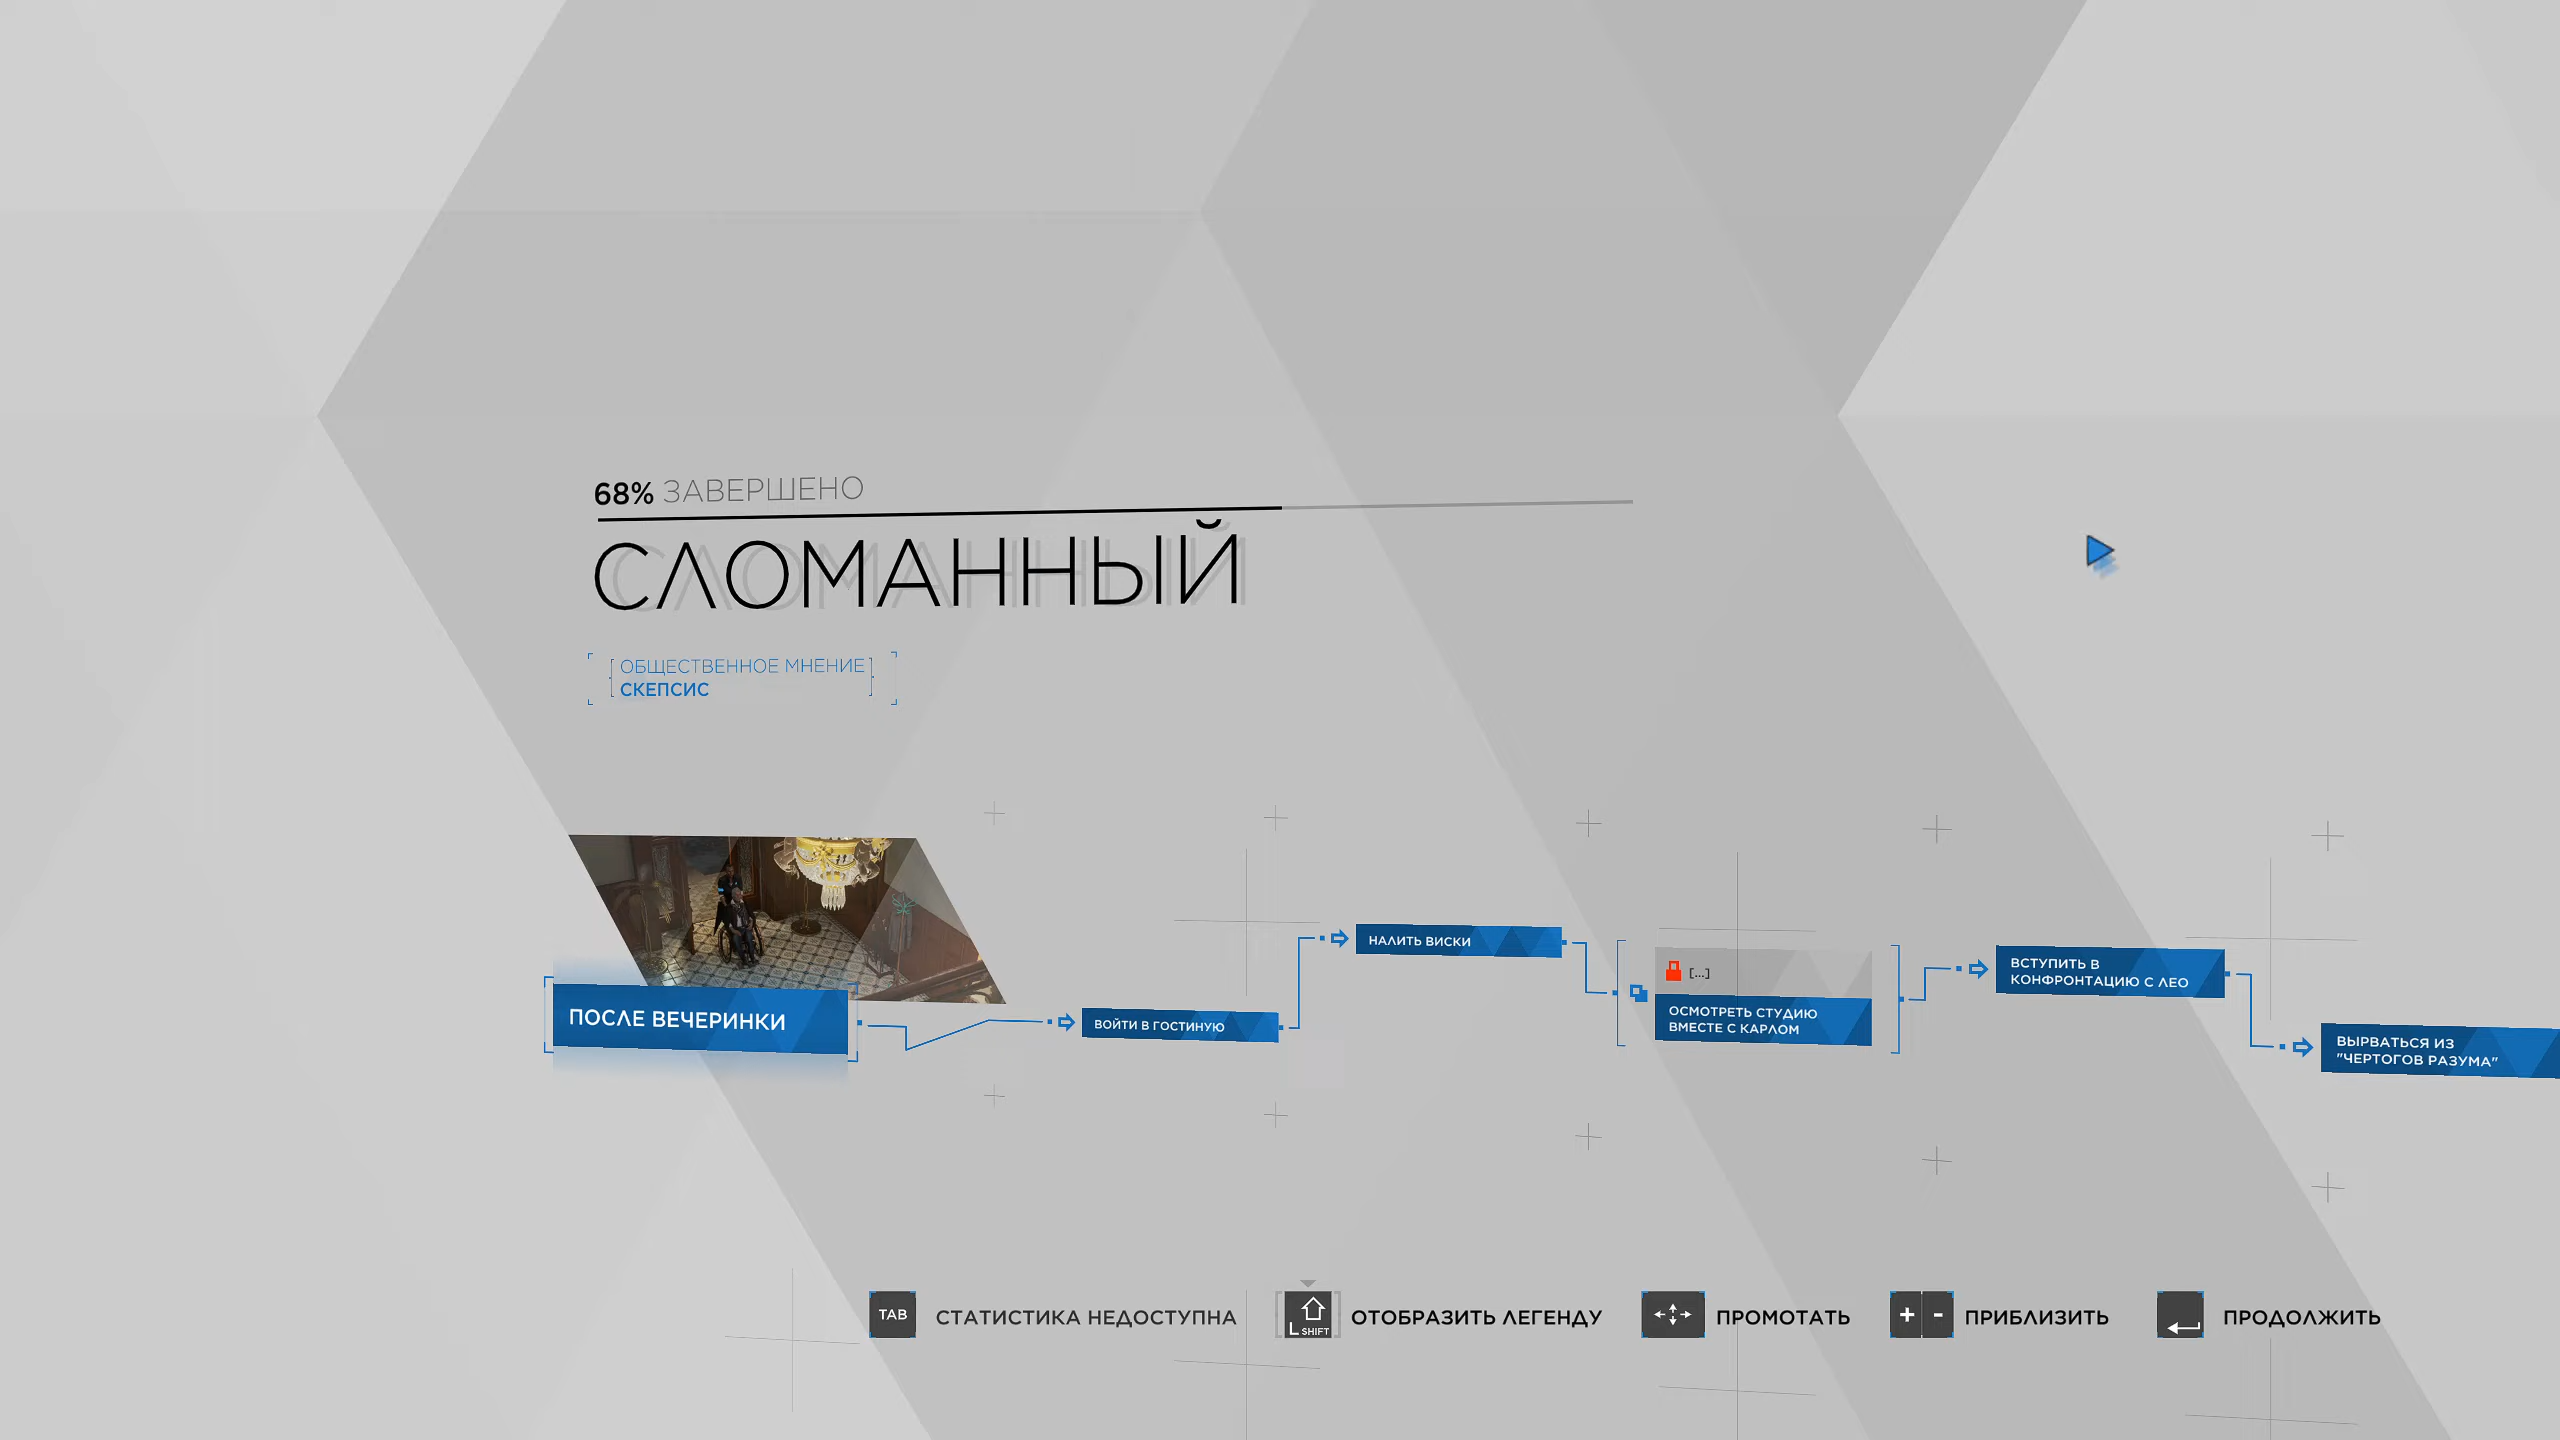 68% ЗАВЕРШЕНО
СЛОМАННЫЙ
ОБЩЕСТВЕННОЕ МНЕНИЕ
СКЕПСИС
ПОСЛЕ ВЕЧЕРИНКИ
ВОЙТИ В ГОСТИНУЮ
НАЛИТЬ ВИСКИ
[...]
ОСМОТРЕТЬ СТУДИЮ
ВМЕСТЕ С КАРЛОМ
ВСТУПИТЬ В
КОНФРОНТАЦИЮ С ЛЕО
ВЫРВАТЬСЯ ИЗ
"ЧЕРТОГОВ РАЗУМА"
TAB СТАТИСТИКА НЕДОСТУПНА L SHIFT ОТОБРАЗИТЬ ЛЕГЕНДУ ПРОМОТАТЬ + - ПРИБЛИЗИТЬ ПРОДОЛЖИТЬ